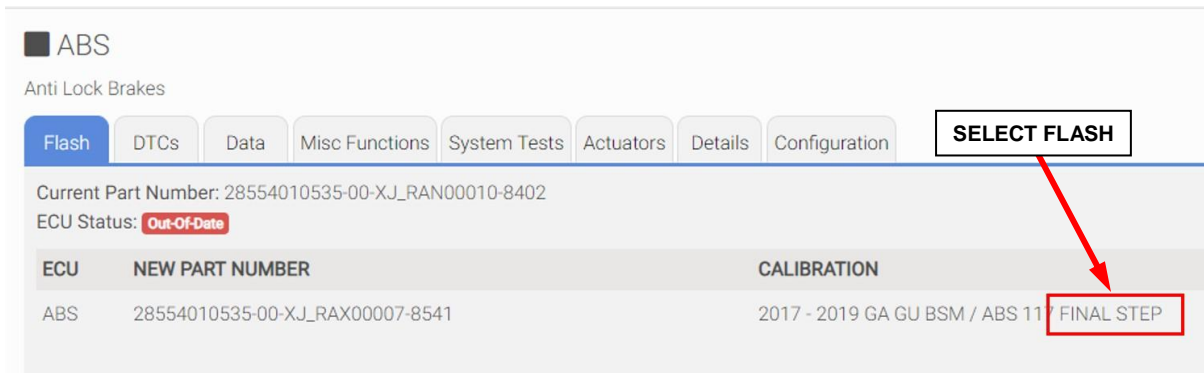 ABS
Anti Lock Brakes
Flash DTCs Data Misc Functions System Tests Actuators Details Configuration
SELECT FLASH
Current Part Number: 28554010535-00-XJ_RAN00010-8402
ECU Status: Out-Of-Date
ECU NEW PART NUMBER CALIBRATION
ABS 28554010535-00-XJ_RAX00007-8541 2017 - 2019 GA GU BSM / ABS 117 FINAL STEP